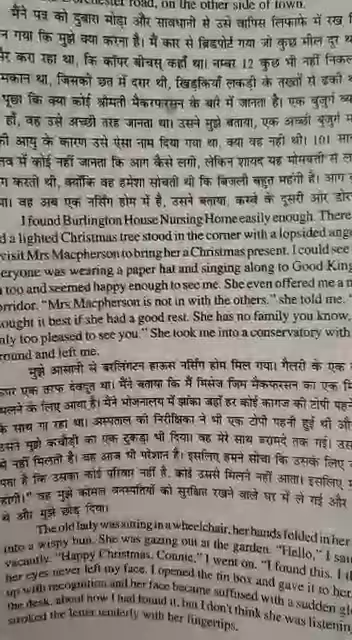 chester road, on the other side of town.
मैंने पत्र को दुबारा मोड़ा और सावधानी से उसे वापिस लिफाफे में रख
न गया कि मुझे क्या करना है। मैं कार से ब्रिडपोर्ट गया जो कुछ मील दूर थ
करा रहा था, कि कॉपर बीचस् कहाँ था। नम्बर 12 कुछ भी नहीं निकल
मकान था, जिसकी छत में दरार थी, खिड़कियाँ लकड़ी के तख्तों से ढकी
पूछा कि क्या कोई श्रीमती मैकफरसन के बारे में जानता है। एक बुजुर्ग
हाँ, वह उसे अच्छी तरह जानता था। उसने मुझे बताया, एक अच्छी बुजुर्ग
की आयु के कारण उसे ऐसा नाम दिया गया था, क्या वह नहीं थी। 101 सा
तव में कोई नहीं जानता कि आग कैसे लगी, लेकिन शायद यह मोमबत्ती से ल
ग करती थी, क्योंकि वह हमेशा सोचती थी कि बिजली बहुत महंगी है। आग
था। वह अब एक नर्सिंग होम में है, उसने बताया, कस्बे के दूसरी ओर
I found Burlington House Nursing Home easily enough. There
d a lighted Christmas tree stood in the corner with a lopsided ange
visit Mrs Macpherson to bring her a Christmas present. I could see
eryone was wearing a paper hat and singing along to Good King
too and seemed happy enough to see me. She even offered me a m
orridor. "Mrs Macpherson is not in with the others." she told me.
ought it best if she had a good rest. She has no family you know,
nly too pleased to see you." She took me into a conservatory with
round and left me.
मुझे आसानी से बरलिंगटन हाऊस नर्सिंग होम मिल गया। गैलरी के एक
ऊपर एक तरफ देवदूत था। मैंने बताया कि मैं मिसेज जिम मैकफरसन का एक
मलने के लिए आया है। मैंने भोजनालय में झांका जहाँ हर कोई कागज की टोपी पहने
के साथ गा रहा था। अस्पताल की निरीक्षिका ने भी एक टोपी पहनी हुई थी
उसने मुझे कचौड़ी का एक टुकड़ा भी दिया। वह मेरे साथ बरामदे तक गई। उस
नहीं मिलती है। वह आज भी परेशान है। इसलिए हमने सोचा कि उसके लिए
पता है कि उसका कोई परिवार नहीं है, कोई उससे मिलने नहीं आता। इसलिए,
होगी।" वह मुझे कोमल वनस्पतियों को सुरक्षित रखने वाले घर में ले गई और
थे और मुझे छोड़ दिया।
The old lady was sitting in a wheelchair, her hands folded in her
into a wispy bun. She was gazing out at the garden. "Hello," I sai
vacantly. "Happy Christmas, Connie," I went on. "I found this. I
her eyes never left my face. I opened the tin box and gave it to her.
up with recognition and her face became suffused with a sudden gl
the desk, about how I had found it, but I don't think she was listenin
stroked the letter tenderly with her fingertips.